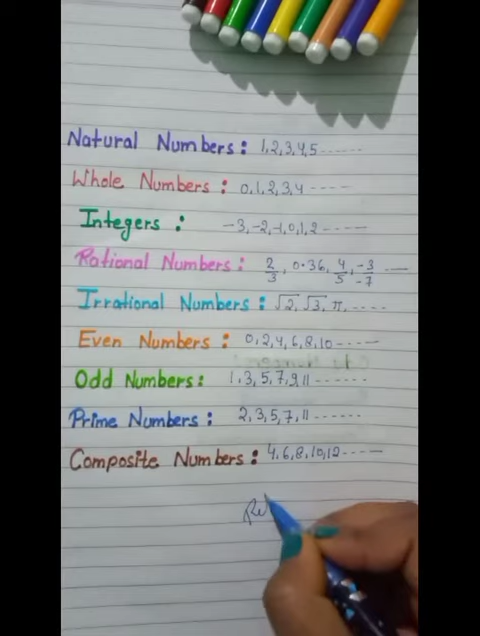 Natural Numbers: 1,2,3,4,5......
Whole Numbers: 0,1,2,3,4 ----
Integers: -3,-2,-1,0,1,2 -----
Rational Numbers: 2/3, 0.36, 4/5, -3/-7 ----
Irrational Numbers: √2, √3, π, ....
Even Numbers: 0,2,4,6,8,10-----
Odd Numbers: 1,3,5,7,9,11 ------
Prime Numbers: 2,3,5,7,11------
Composite Numbers: 4,6,8,10,12-----